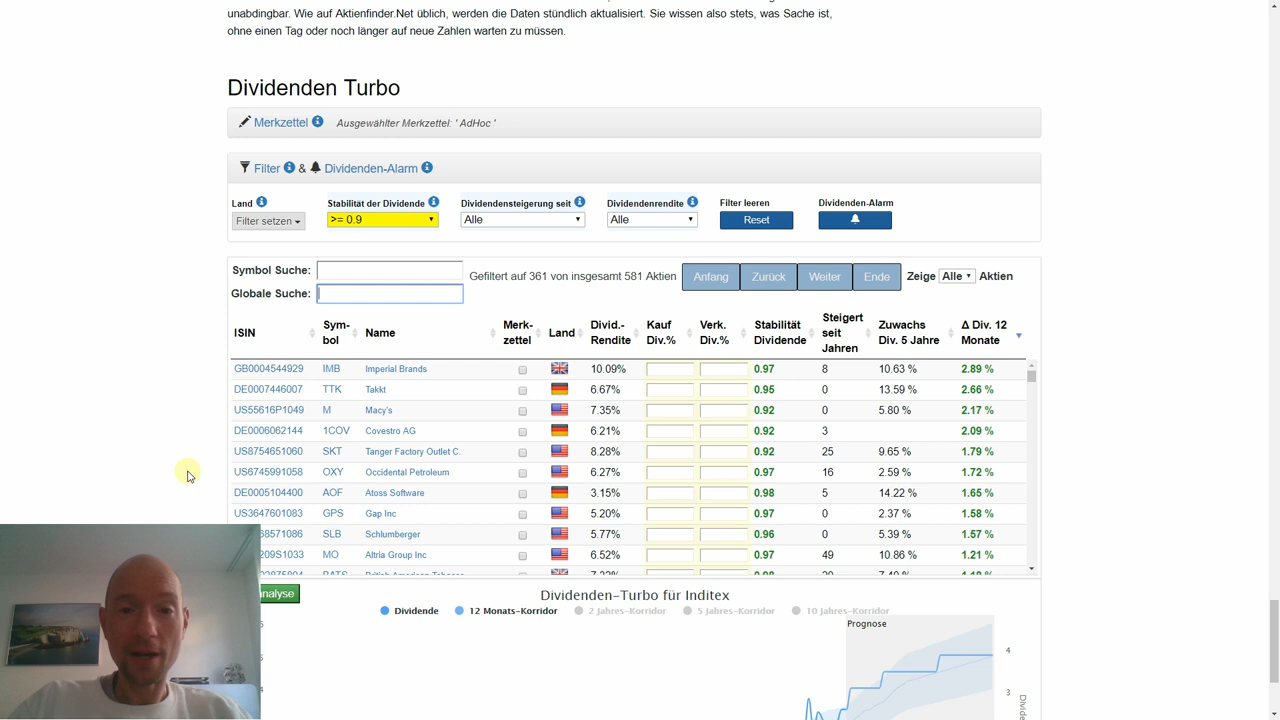 unabdingbar. Wie auf Aktienfinder.Net üblich, werden die Daten stündlich aktualisiert. Sie wissen also stets, was Sache ist,
ohne einen Tag oder noch länger auf neue Zahlen warten zu müssen.
Dividenden Turbo
Merkzettel Ausgewählter Merkzettel: ' AdHoc '
Filter & Dividenden-Alarm
Land Stabilität der Dividende Dividendensteigerung seit Dividendenrendite Filter leeren Dividenden-Alarm
Filter setzen >= 0.9 Alle Alle Reset
Symbol Suche: Gefiltert auf 361 von insgesamt 581 Aktien Anfang Zurück Weiter Ende Zeige Alle Aktien
Globale Suche:
ISIN Sym-bol Name Merk-zettel Land Divid.-Rendite Kauf Div.% Verk. Div.% Stabilität Dividende Steigert seit Jahren Zuwachs Div. 5 Jahre Δ Div. 12 Monate
GB0004544929 IMB Imperial Brands 10.09% 0.97 8 10.63 % 2.89 %
DE0007446007 TTK Takkt 6.67% 0.95 0 13.59 % 2.66 %
US55616P1049 M Macy's 7.35% 0.92 0 5.80 % 2.17 %
DE0006062144 1COV Covestro AG 6.21% 0.92 3 2.09 %
US8754651060 SKT Tanger Factory Outlet C. 8.28% 0.92 25 9.65 % 1.79 %
US6745991058 OXY Occidental Petroleum 6.27% 0.97 16 2.59 % 1.72 %
DE0005104400 AOF Atoss Software 3.15% 0.98 5 14.22 % 1.65 %
US3647601083 GPS Gap Inc 5.20% 0.97 0 2.37 % 1.58 %
68571086 SLB Schlumberger 5.77% 0.96 0 5.39 % 1.57 %
209S1033 MO Altria Group Inc 6.52% 0.97 49 10.86 % 1.21 %
BATS British American Tobacco
analyse
Dividenden-Turbo für Inditex
Dividende 12 Monats-Korridor 2 Jahres-Korridor 5 Jahres-Korridor 10 Jahres-Korridor
Prognose
4
3